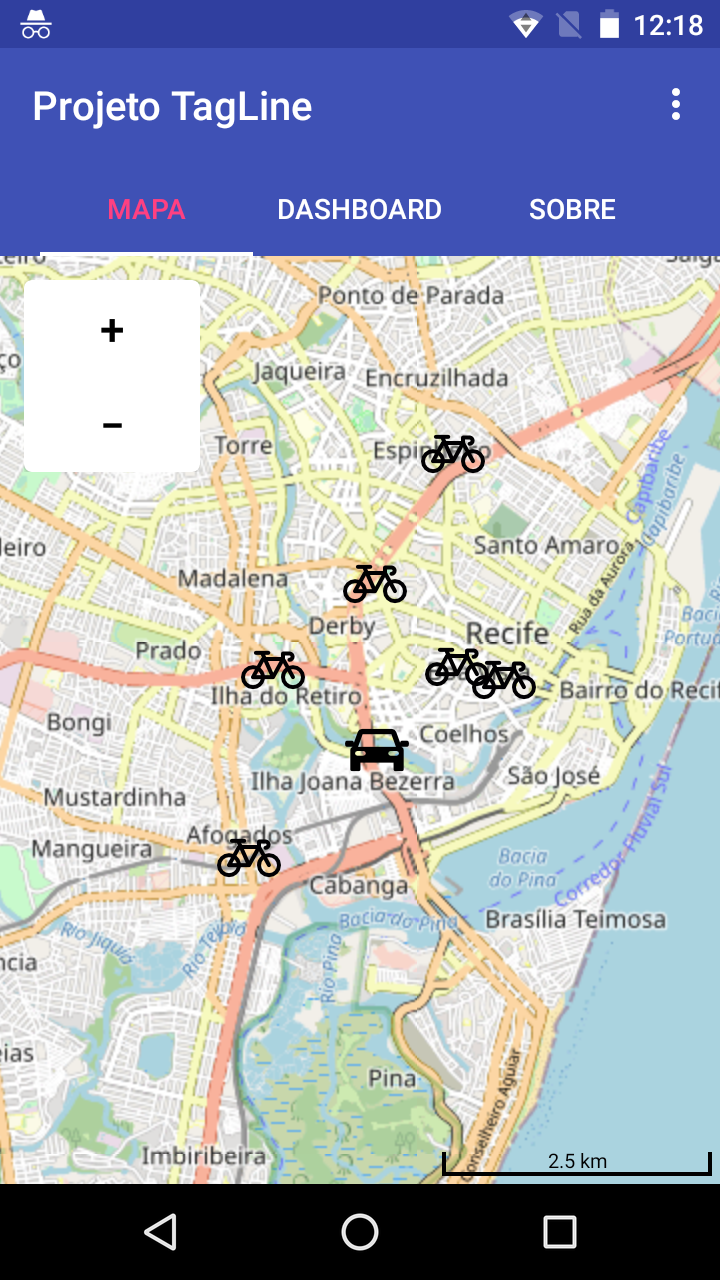 12:18
Projeto TagLine
MAPA DASHBOARD SOBRE
Ponto de Parada
+
Jaqueira
Encruzilhada
−
Torre
Capibaribe
Capibaribe
Santo Amaro
Madalena
Rua da Aurora
Derby
Recife
Prado
Ilha do Retiro
Bairro do Recif
Bongi
Coelhos
Ilha Joana Bezerra
São José
Mustardinha
Afogados
Mangueira
Corredor Fluvial Sul
Bacia
do Pina
Cabanga
Bacia do Pina
Brasília Teimosa
Rio Jiquiá
Rio Tejipió
Rio Pina
Pina
Conselheiro Aguiar
Imbiribeira
2.5 km